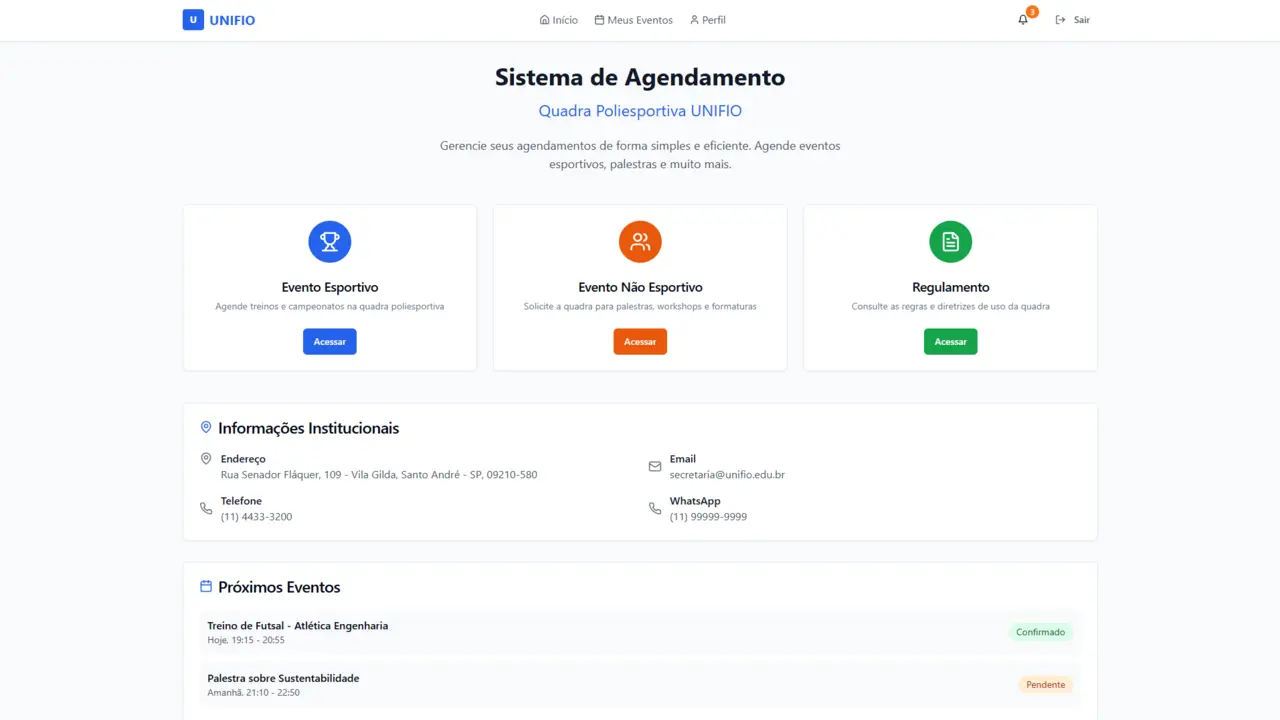 U UNIFIO
Início Meus Eventos Perfil
3 Sair
Sistema de Agendamento
Quadra Poliesportiva UNIFIO
Gerencie seus agendamentos de forma simples e eficiente. Agende eventos
esportivos, palestras e muito mais.
Evento Esportivo
Agende treinos e campeonatos na quadra poliesportiva
Acessar
Evento Não Esportivo
Solicite a quadra para palestras, workshops e formaturas
Acessar
Regulamento
Consulte as regras e diretrizes de uso da quadra
Acessar
Informações Institucionais
Endereço
Rua Senador Fláquer, 109 - Vila Gilda, Santo André - SP, 09210-580
Email
secretaria@unifio.edu.br
Telefone
(11) 4433-3200
WhatsApp
(11) 99999-9999
Próximos Eventos
Treino de Futsal - Atlética Engenharia
Hoje, 19:15 - 20:55
Confirmado
Palestra sobre Sustentabilidade
Amanhã, 21:10 - 22:50
Pendente